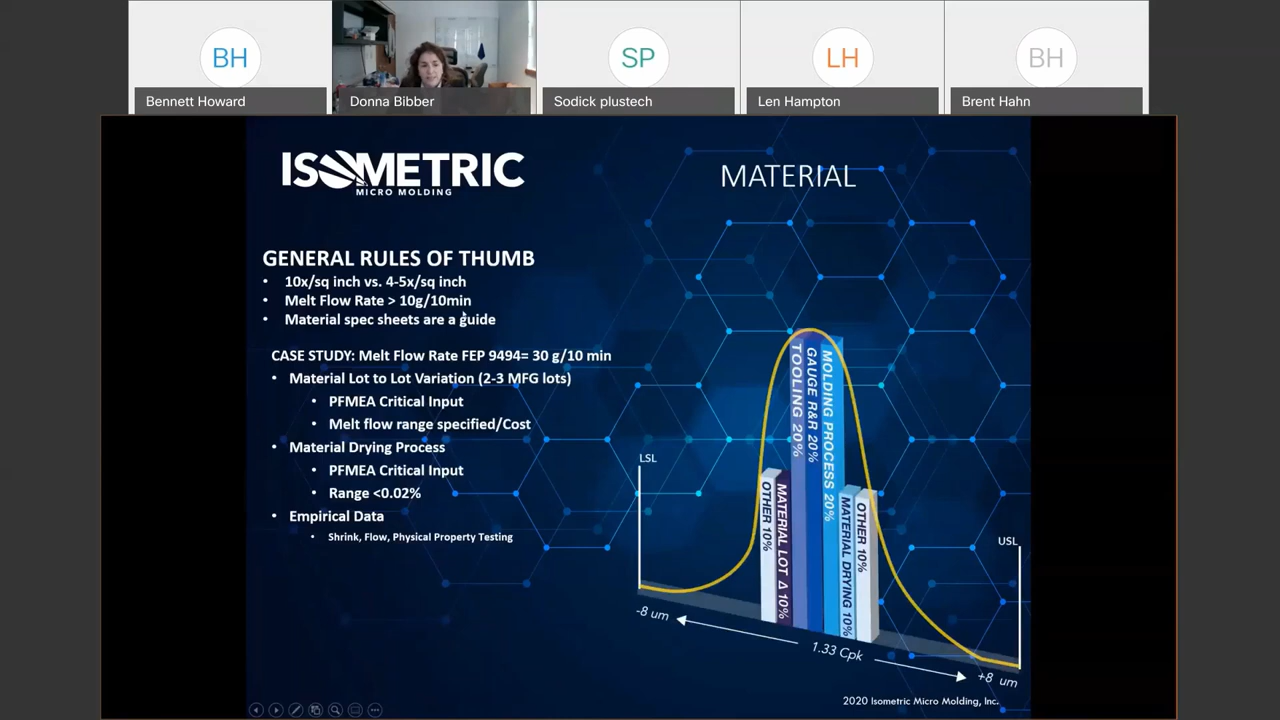 BH
Bennett Howard
Donna Bibber
SP
Sodick plustech
LH
Len Hampton
BH
Brent Hahn
ISOMETRIC
MICRO MOLDING
MATERIAL
GENERAL RULES OF THUMB
• 10x/sq inch vs. 4-5x/sq inch
• Melt Flow Rate > 10g/10min
• Material spec sheets are a guide
CASE STUDY: Melt Flow Rate FEP 9494= 30 g/10 min
• Material Lot to Lot Variation (2-3 MFG lots)
• PFMEA Critical Input
• Melt flow range specified/Cost
• Material Drying Process
• PFMEA Critical Input
• Range <0.02%
• Empirical Data
• Shrink, Flow, Physical Property Testing
LSL
OTHER 10%
MATERIAL LOT Δ 10%
TOOLING 20%
GAUGE R&R 20%
MOLDING PROCESS 20%
MATERIAL DRYING 10%
OTHER 10%
USL
-8 um
1.33 Cpk
+8 um
2020 Isometric Micro Molding, Inc.